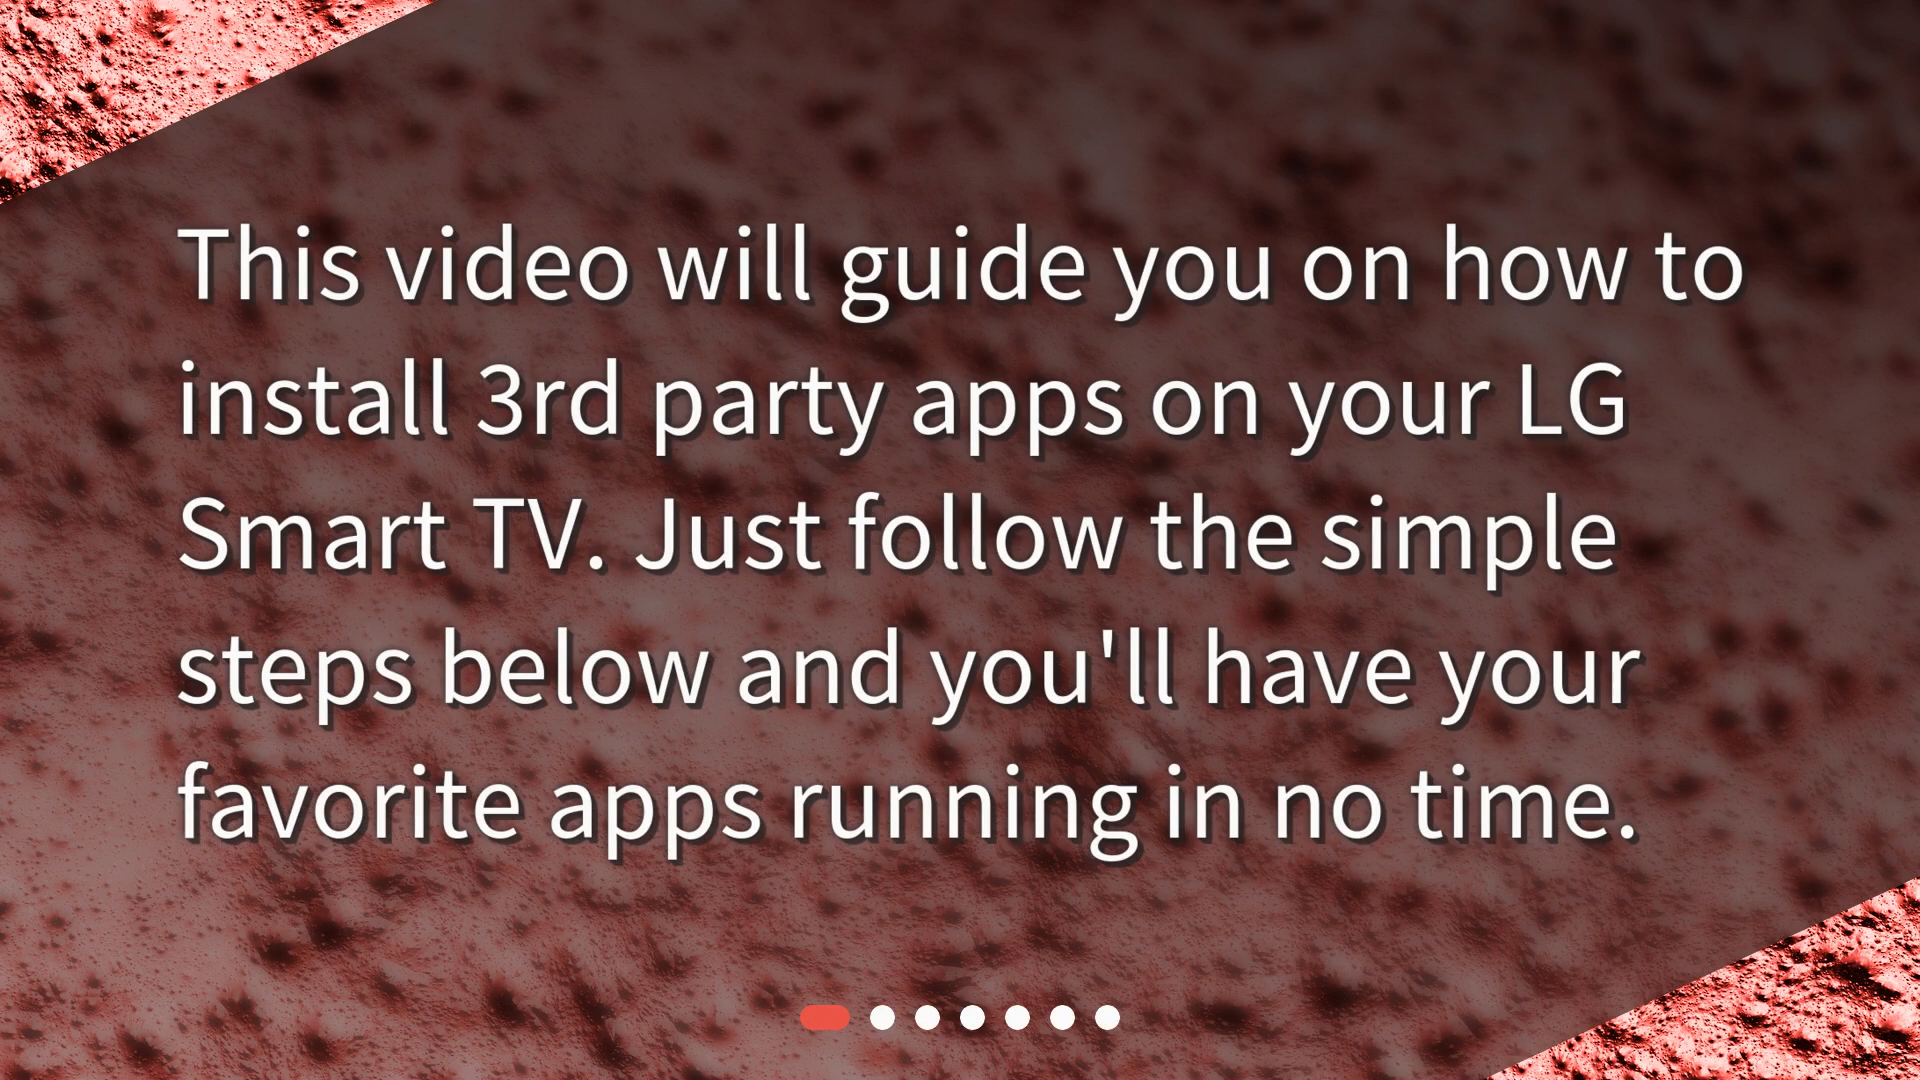 This video will guide you on how to
install 3rd party apps on your LG
Smart TV. Just follow the simple
steps below and you'll have your
favorite apps running in no time.